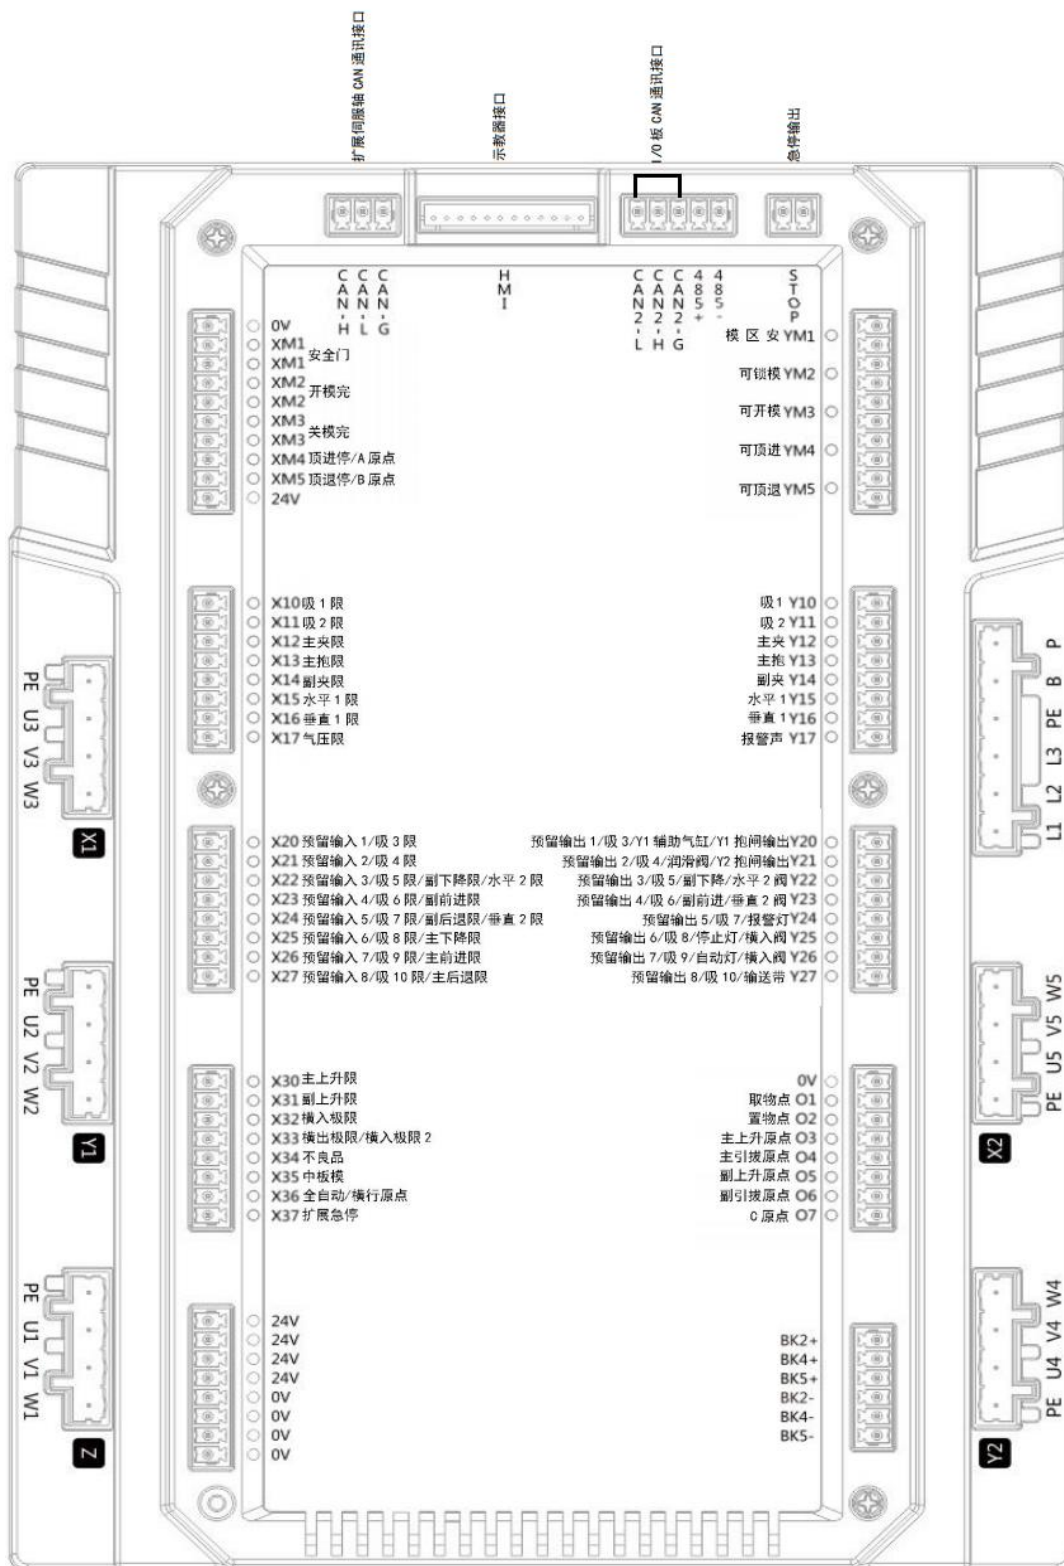 扩展伺服轴 CAN 通讯接口
示教器接口
I/O 板 CAN 通讯接口
急停输出
CAN-H
CAN-L
CAN-G
HMI
CAN2-L
CAN2-H
CAN2-G
485+
485-
STOP
0V
XM1
安全门
XM1
XM2
开模完
XM2
XM3
关模完
XM3
XM4 顶进停/A 原点
XM5 顶退停/B 原点
24V
模 区 安 YM1
可锁模 YM2
可开模 YM3
可顶进 YM4
可顶退 YM5
X10 吸 1 限
X11 吸 2 限
X12 主夹限
X13 主抱限
X14 副夹限
X15 水平 1 限
X16 垂直 1 限
X17 气压限
吸 1 Y10
吸 2 Y11
主夹 Y12
主抱 Y13
副夹 Y14
水平 1 Y15
垂直 1 Y16
报警声 Y17
X20 预留输入 1/吸 3 限
X21 预留输入 2/吸 4 限
X22 预留输入 3/吸 5 限/副下降限/水平 2 限
X23 预留输入 4/吸 6 限/副前进限
X24 预留输入 5/吸 7 限/副后退限/垂直 2 限
X25 预留输入 6/吸 8 限/主下降限
X26 预留输入 7/吸 9 限/主前进限
X27 预留输入 8/吸 10 限/主后退限
预留输出 1/吸 3/Y1 辅助气缸/Y1 抱闸输出 Y20
预留输出 2/吸 4/润滑阀/Y2 抱闸输出 Y21
预留输出 3/吸 5/副下降/水平 2 阀 Y22
预留输出 4/吸 6/副前进/垂直 2 阀 Y23
预留输出 5/吸 7/报警灯 Y24
预留输出 6/吸 8/停止灯/横入阀 Y25
预留输出 7/吸 9/自动灯/横入阀 Y26
预留输出 8/吸 10/输送带 Y27
X30 主上升限
X31 副上升限
X32 横入极限
X33 横出极限/横入极限 2
X34 不良品
X35 中板模
X36 全自动/横行原点
X37 扩展急停
0V
取物点 O1
置物点 O2
主上升原点 O3
主引拔原点 O4
副上升原点 O5
副引拔原点 O6
C 原点 O7
24V
24V
24V
24V
0V
0V
0V
0V
BK2+
BK4+
BK5+
BK2-
BK4-
BK5-
PE U3 V3 W3
X1
PE U2 V2 W2
Y1
PE U1 V1 W1
Z
L1 L2 L3 PE B P
PE U5 V5 W5
X2
PE U4 V4 W4
Y2